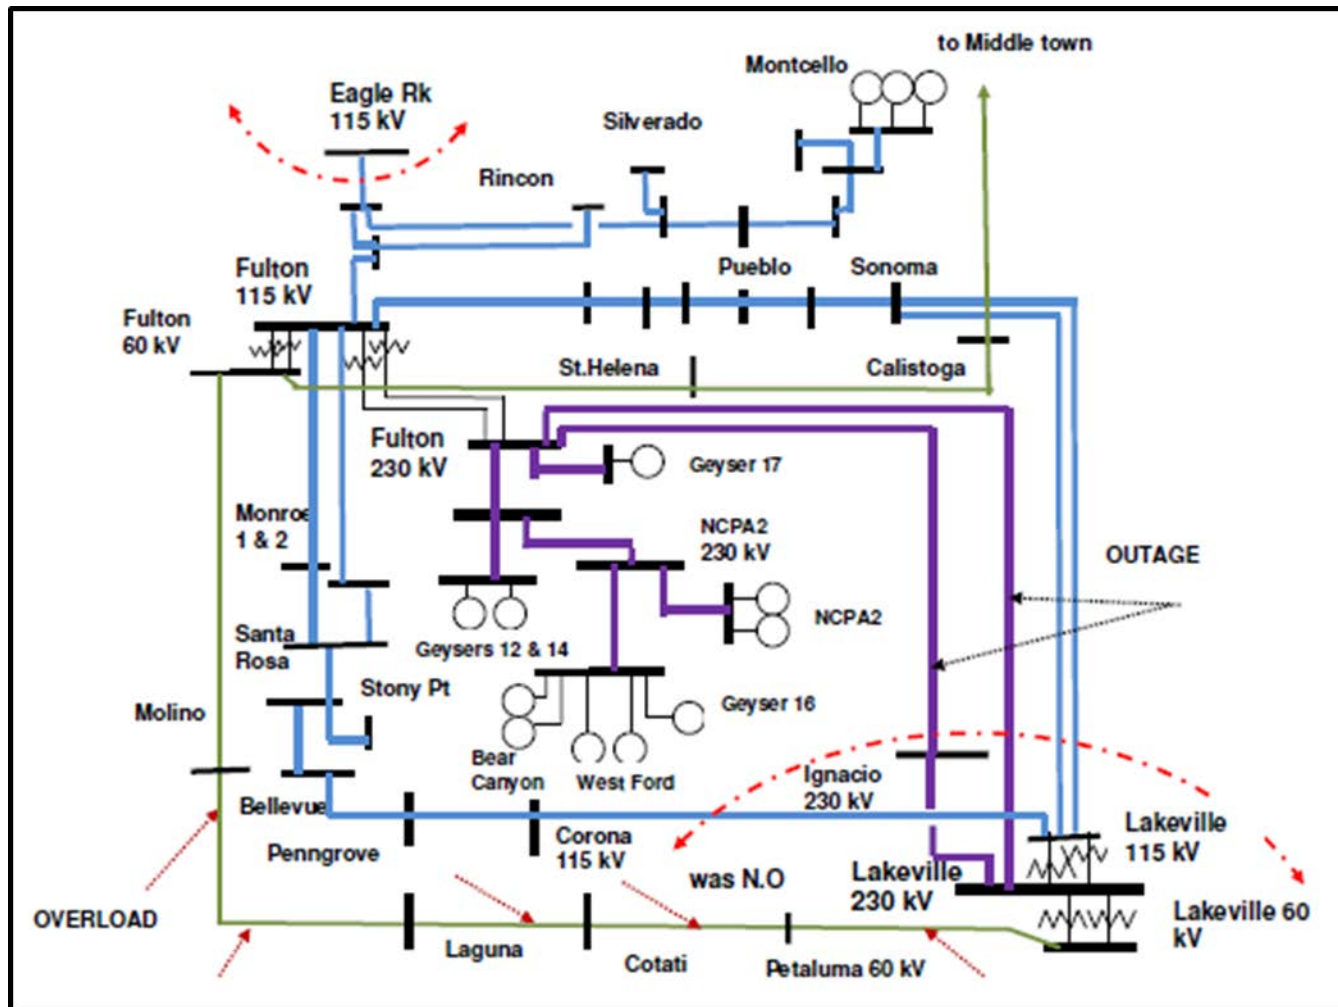 to Middle town
Montcello
Eagle Rk
115 kV
Silverado
Rincon
Fulton
115 kV
Pueblo
Sonoma
Fulton
60 kV
St.Helena
Calistoga
Fulton
230 kV
Geyser 17
Monroe
1 & 2
NCPA2
230 kV
OUTAGE
NCPA2
Santa
Rosa
Geysers 12 & 14
Stony Pt
Geyser 16
Molino
Bear
Canyon
West Ford
Ignacio
230 kV
Bellevue
Penngrove
Corona
115 kV
Lakeville
115 kV
was N.O
Lakeville
230 kV
OVERLOAD
Lakeville 60
kV
Laguna
Cotati
Petaluma 60 kV